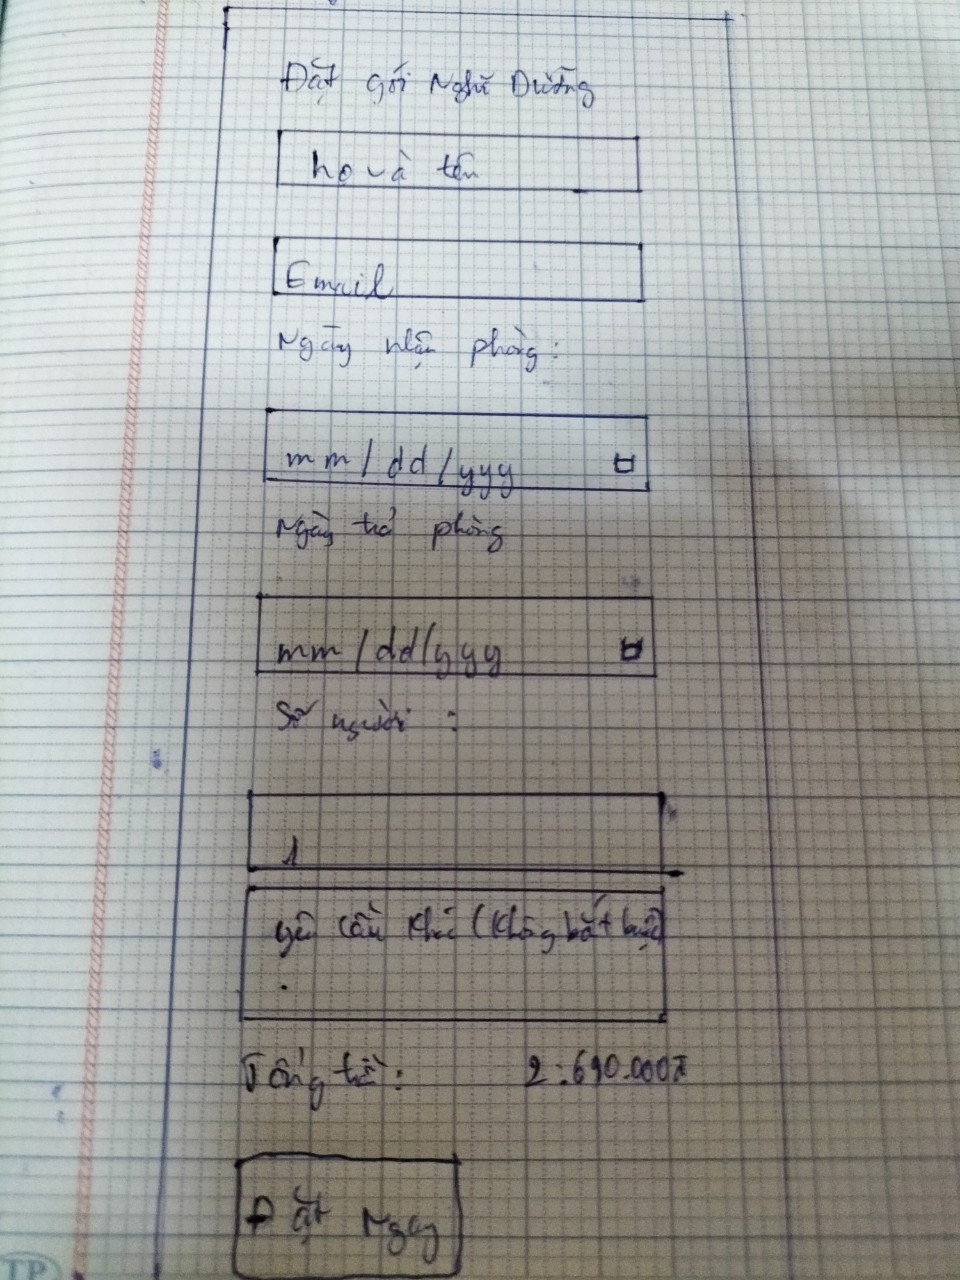 Đặt gói Nghĩ Dưỡng
họ và tên
Email
Ngày nhận phòng:
mm/dd/yyy
Ngày trả phòng
mm/dd/yyy
Số người :
1
yêu cầu khác (không bắt buộc)
Tổng tiền: 2.690.000đ
Đặt Ngay
TP